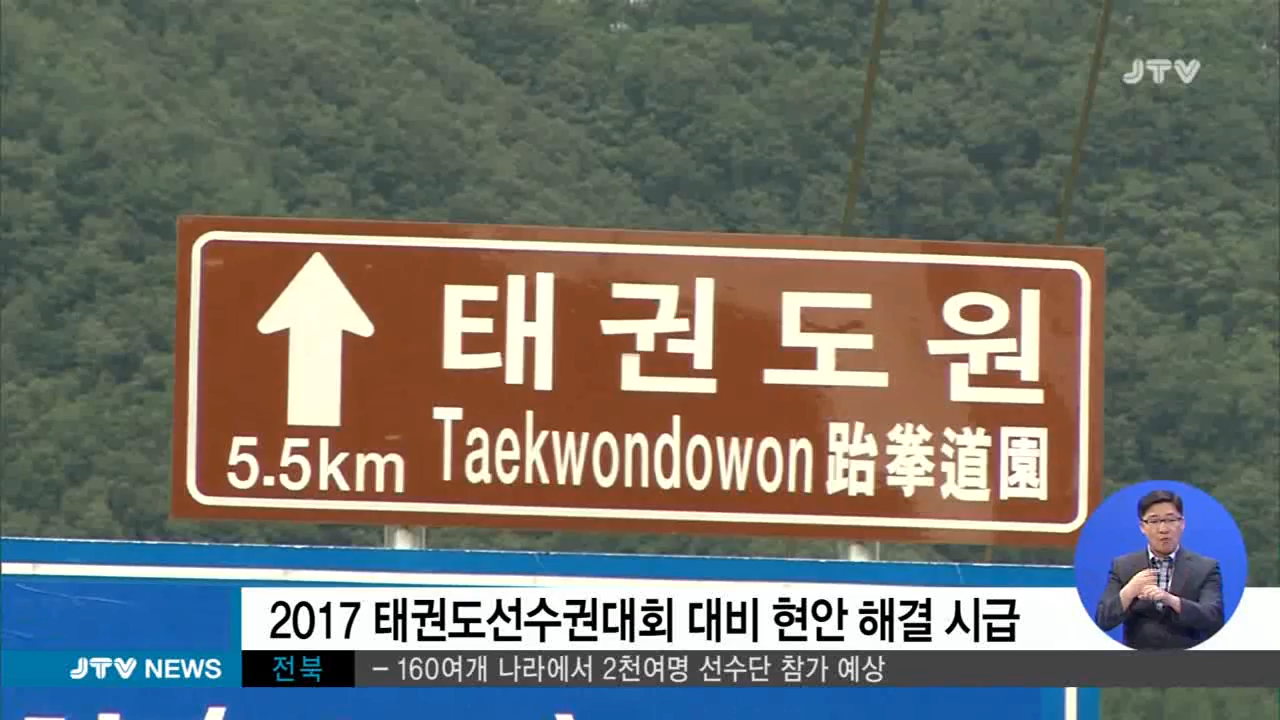 JTV
태권도원
5.5km Taekwondowon 跆拳道園
2017 태권도선수권대회 대비 현안 해결 시급
JTV NEWS 전북 - 160여개 나라에서 2천여명 선수단 참가 예상